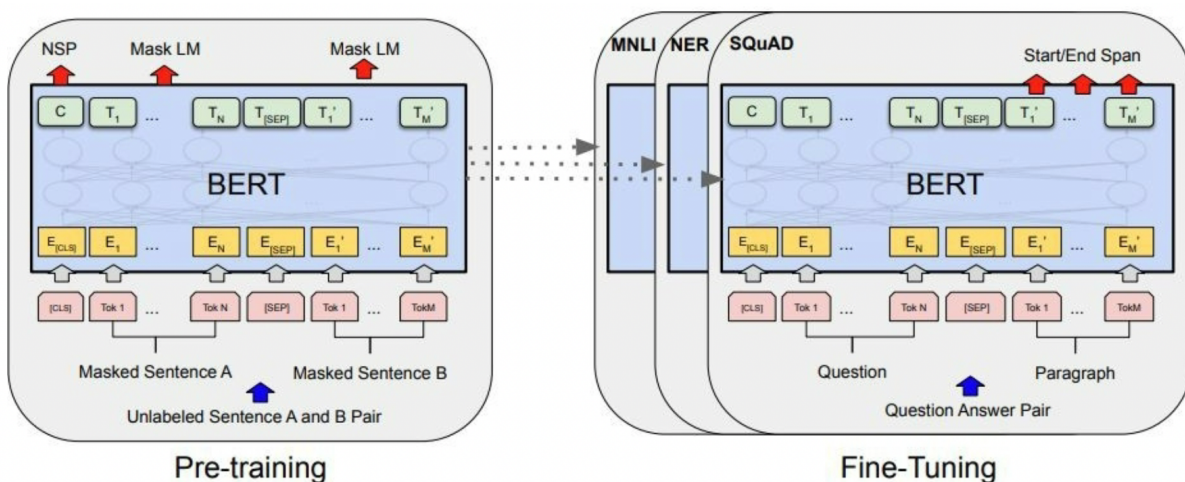 NSP Mask LM Mask LM
C T1 ... TN T[SEP] T1' ... TM'
BERT
E[CLS] E1 ... EN E[SEP] E1' ... EM'
[CLS] Tok 1 ... Tok N [SEP] Tok 1 ... TokM
Masked Sentence A Masked Sentence B
Unlabeled Sentence A and B Pair
Pre-training
MNLI NER SQuAD
Start/End Span
C T1 ... TN T[SEP] T1' ... TM'
BERT
E[CLS] E1 ... EN E[SEP] E1' ... EM'
[CLS] Tok 1 ... Tok N [SEP] Tok 1 ... TokM
Question Paragraph
Question Answer Pair
Fine-Tuning